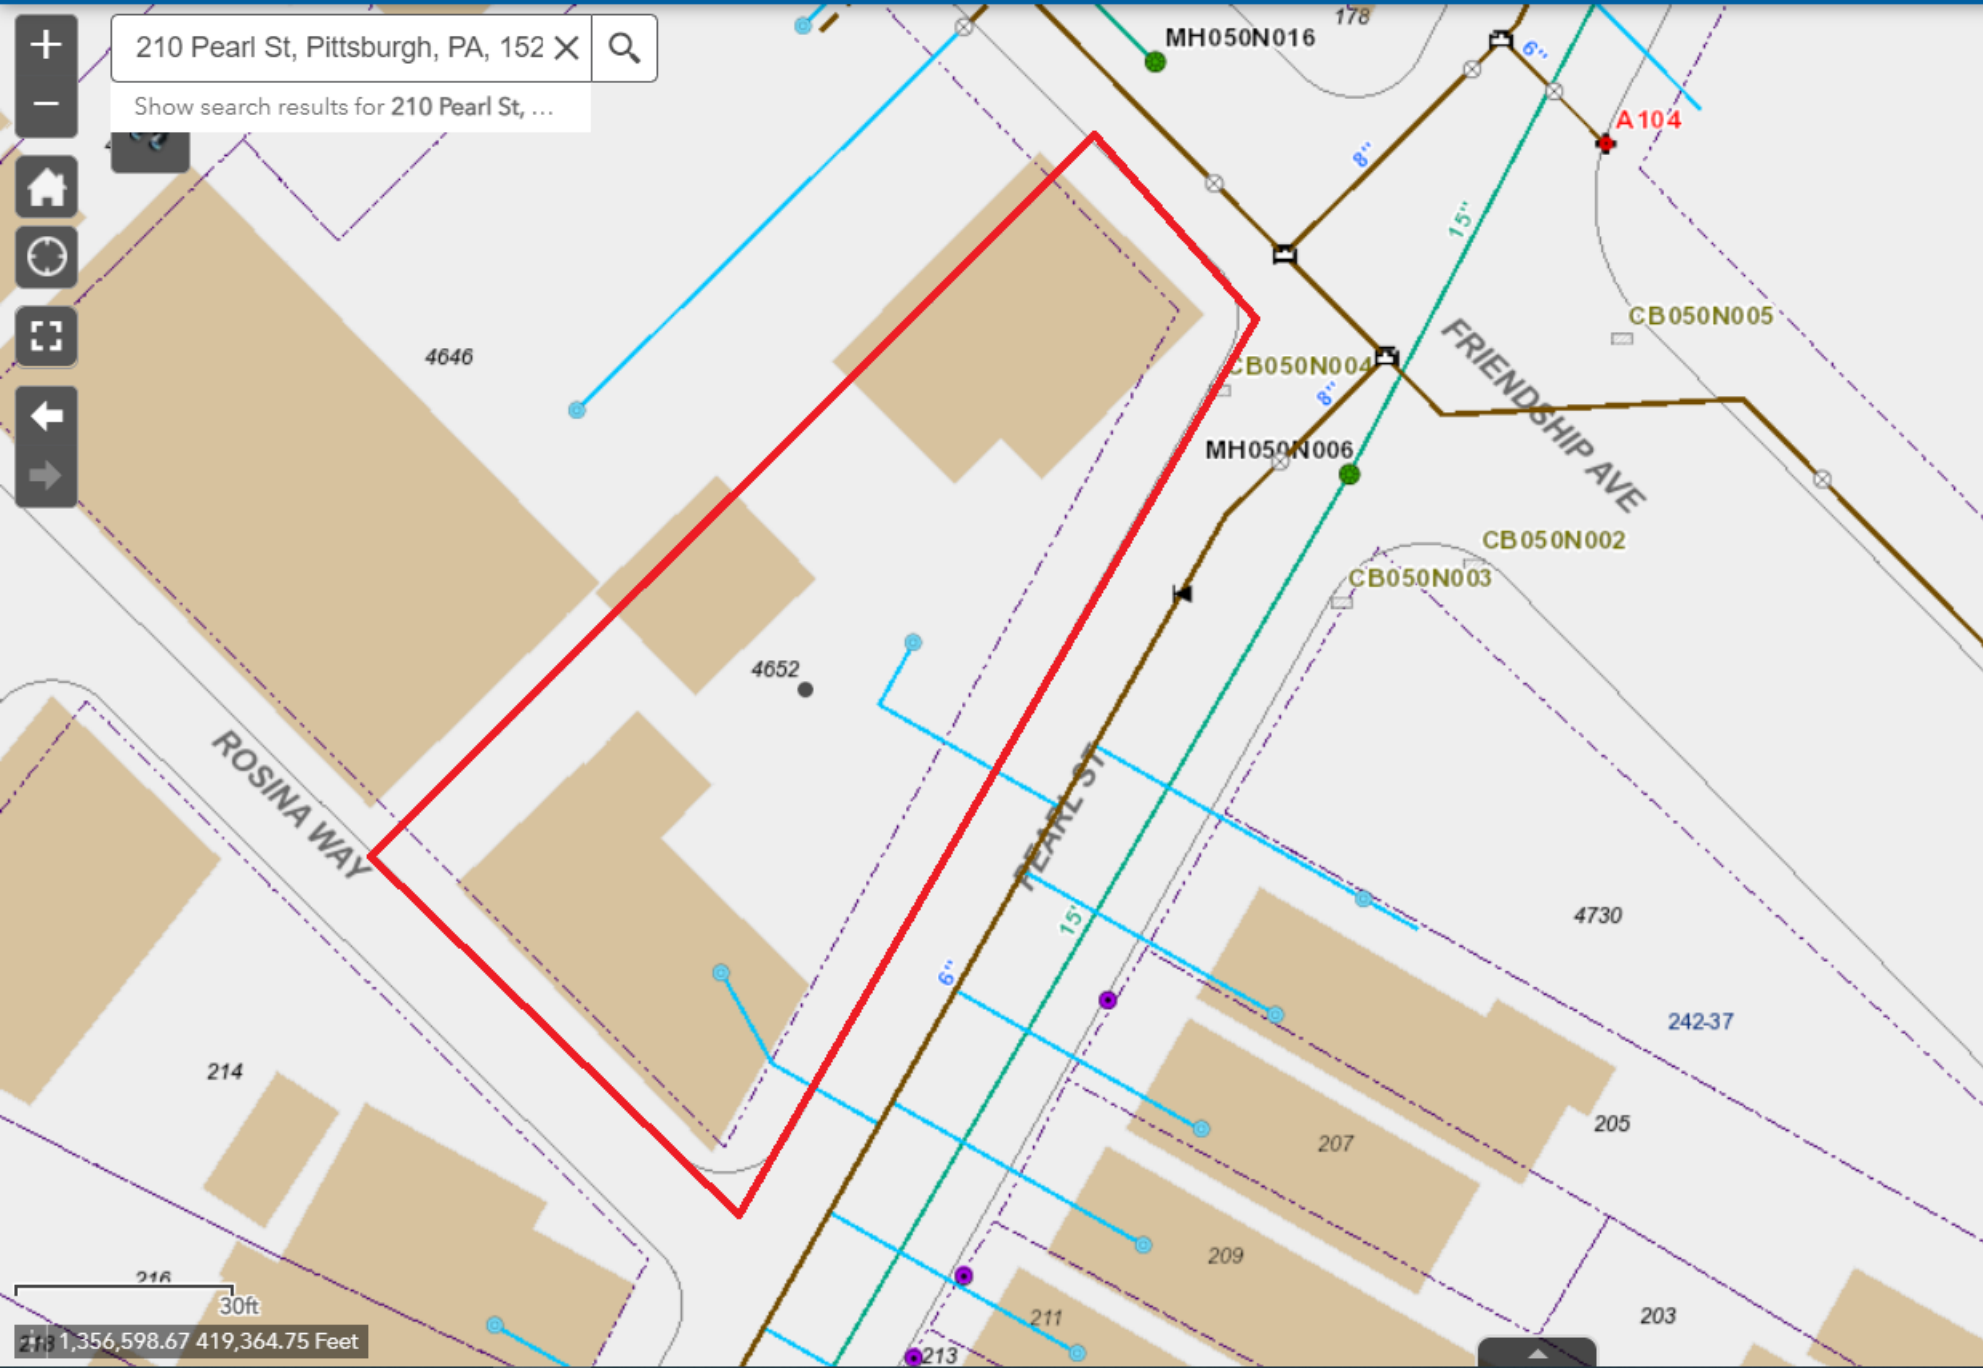 210 Pearl St, Pittsburgh, PA, 152
Show search results for 210 Pearl St, ...
178
MH050N016
6"
A104
8"
15"
CB050N005
FRIENDSHIP AVE
4646
CB050N004
8"
MH050N006
CB050N002
CB050N003
4652
ROSINA WAY
PEARL ST
15'
4730
6"
242-37
214
205
207
209
216
30ft
211
203
213
218
1,356,598.67 419,364.75 Feet